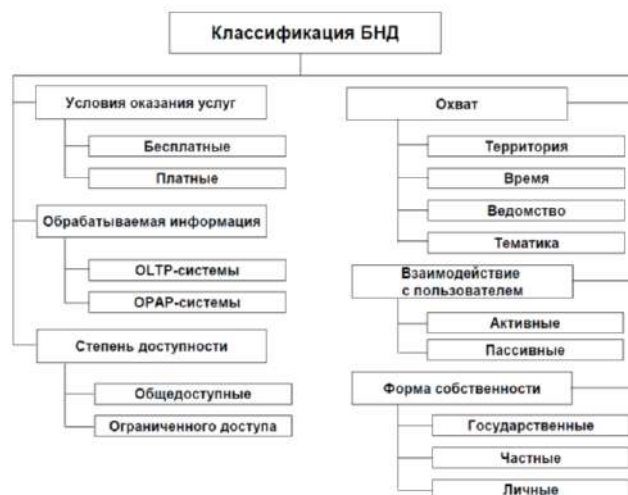 Классификация БНД
Условия оказания услуг
Бесплатные
Платные
Обрабатываемая информация
OLTP-системы
OPAP-системы
Степень доступности
Общедоступные
Ограниченного доступа
Охват
Территория
Время
Ведомство
Тематика
Взаимодействие
с пользователем
Активные
Пассивные
Форма собственности
Государственные
Частные
Личные